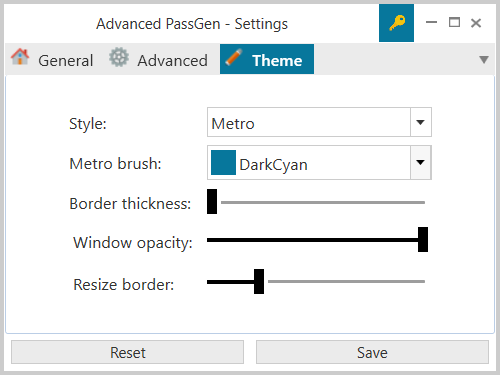 Advanced PassGen - Settings
General Advanced Theme
Style: Metro
Metro brush: DarkCyan
Border thickness:
Window opacity:
Resize border:
Reset Save